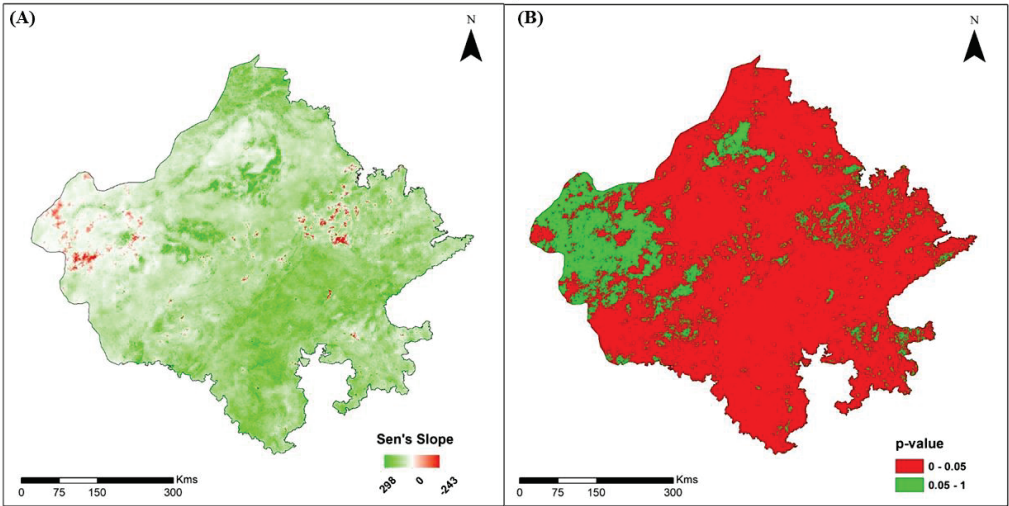 (A)
N
Sen's Slope
298 0 -243
0 75 150 300 Kms
(B)
N
p-value
0 - 0.05
0.05 - 1
0 75 150 300 Kms